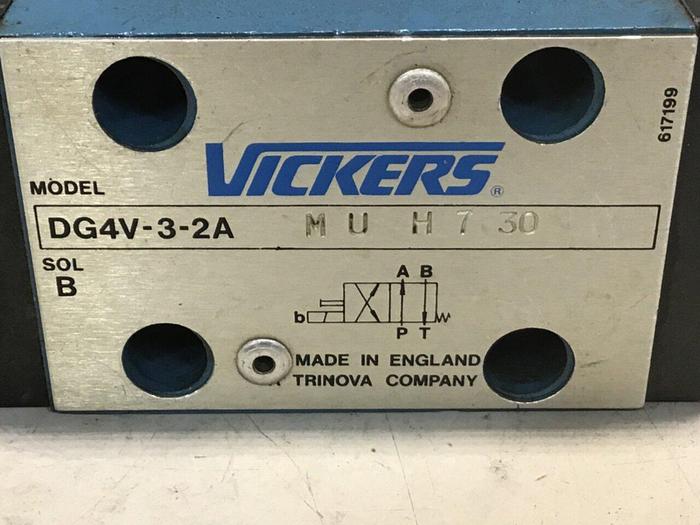 617199
VICKERS®
MODEL
DG4V-3-2A M U H 7 30
SOL
B
A B
b
P T
MADE IN ENGLAND
TRINOVA COMPANY